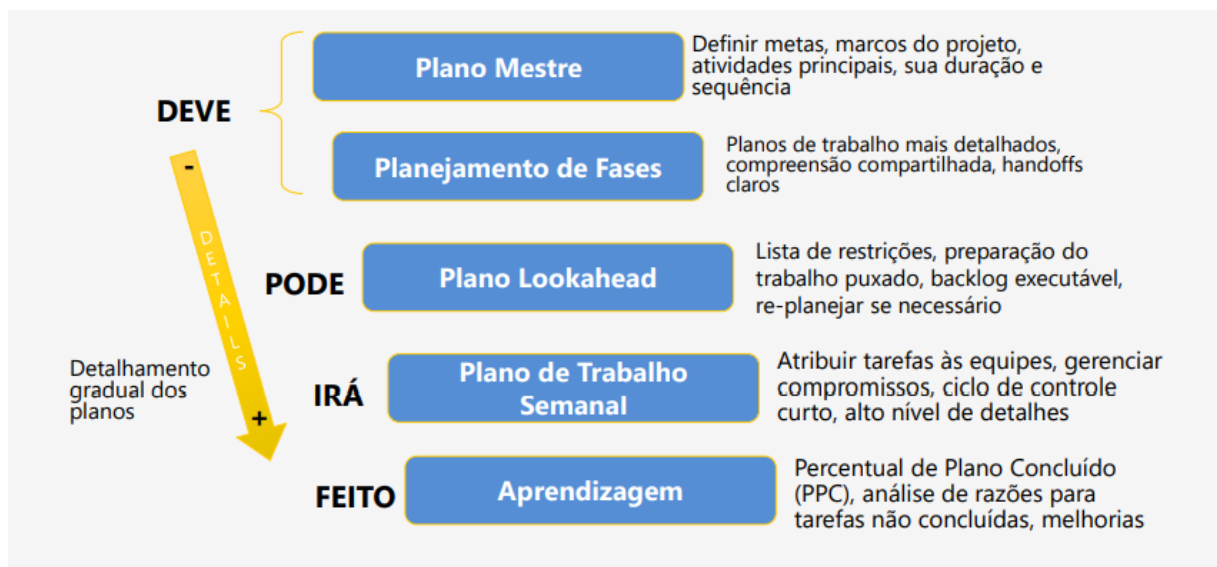 Plano Mestre
Definir metas, marcos do projeto,
atividades principais, sua duração e
sequência
DEVE
Planejamento de Fases
Planos de trabalho mais detalhados,
compreensão compartilhada, handoffs
claros
-
DETAILS
+
PODE
Plano Lookahead
Lista de restrições, preparação do
trabalho puxado, backlog executável,
re-planejar se necessário
Detalhamento
gradual dos
planos
IRÁ
Plano de Trabalho
Semanal
Atribuir tarefas às equipes, gerenciar
compromissos, ciclo de controle
curto, alto nível de detalhes
FEITO
Aprendizagem
Percentual de Plano Concluído
(PPC), análise de razões para
tarefas não concluídas, melhorias